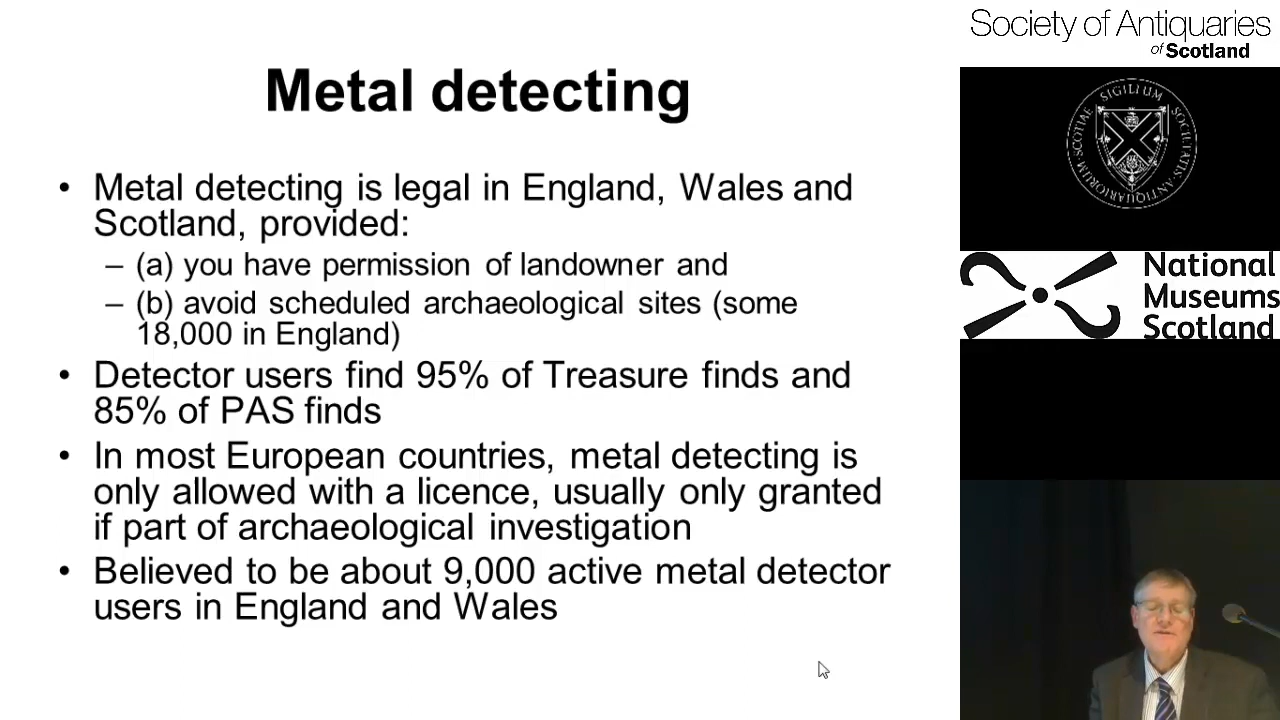 Metal detecting
• Metal detecting is legal in England, Wales and
Scotland, provided:
– (a) you have permission of landowner and
– (b) avoid scheduled archaeological sites (some
18,000 in England)
• Detector users find 95% of Treasure finds and
85% of PAS finds
• In most European countries, metal detecting is
only allowed with a licence, usually only granted
if part of archaeological investigation
• Believed to be about 9,000 active metal detector
users in England and Wales
Society of Antiquaries
of Scotland
SIGILLUM SOCIETATIS ANTIQUARIORUM SCOTIAE
National
Museums
Scotland